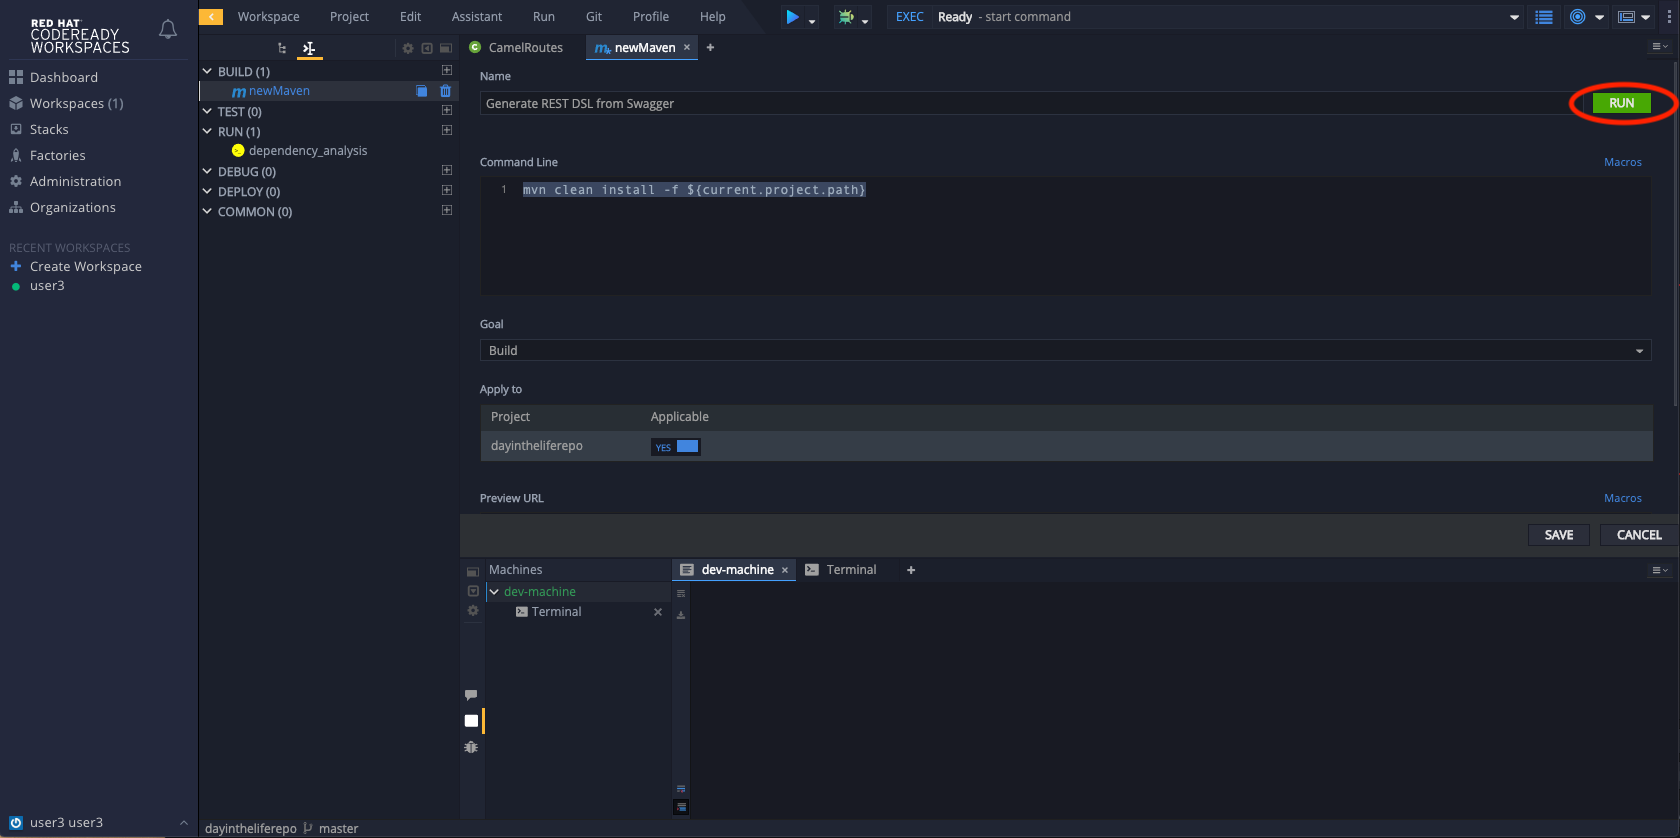 RED HAT
CODEREADY
WORKSPACES
Workspace Project Edit Assistant Run Git Profile Help
EXEC Ready - start command
Dashboard
Workspaces (1)
Stacks
Factories
Administration
Organizations
RECENT WORKSPACES
Create Workspace
user3
user3 user3
BUILD (1)
m newMaven
TEST (0)
RUN (1)
dependency_analysis
DEBUG (0)
DEPLOY (0)
COMMON (0)
C CamelRoutes
m newMaven × +
Name
Generate REST DSL from Swagger
RUN
Command Line Macros
1 mvn clean install -f ${current.project.path}
Goal
Build
Apply to
Project Applicable
dayintheliferepo YES
Preview URL Macros
SAVE CANCEL
Machines
dev-machine
Terminal ×
dev-machine × Terminal +
dayintheliferepo master